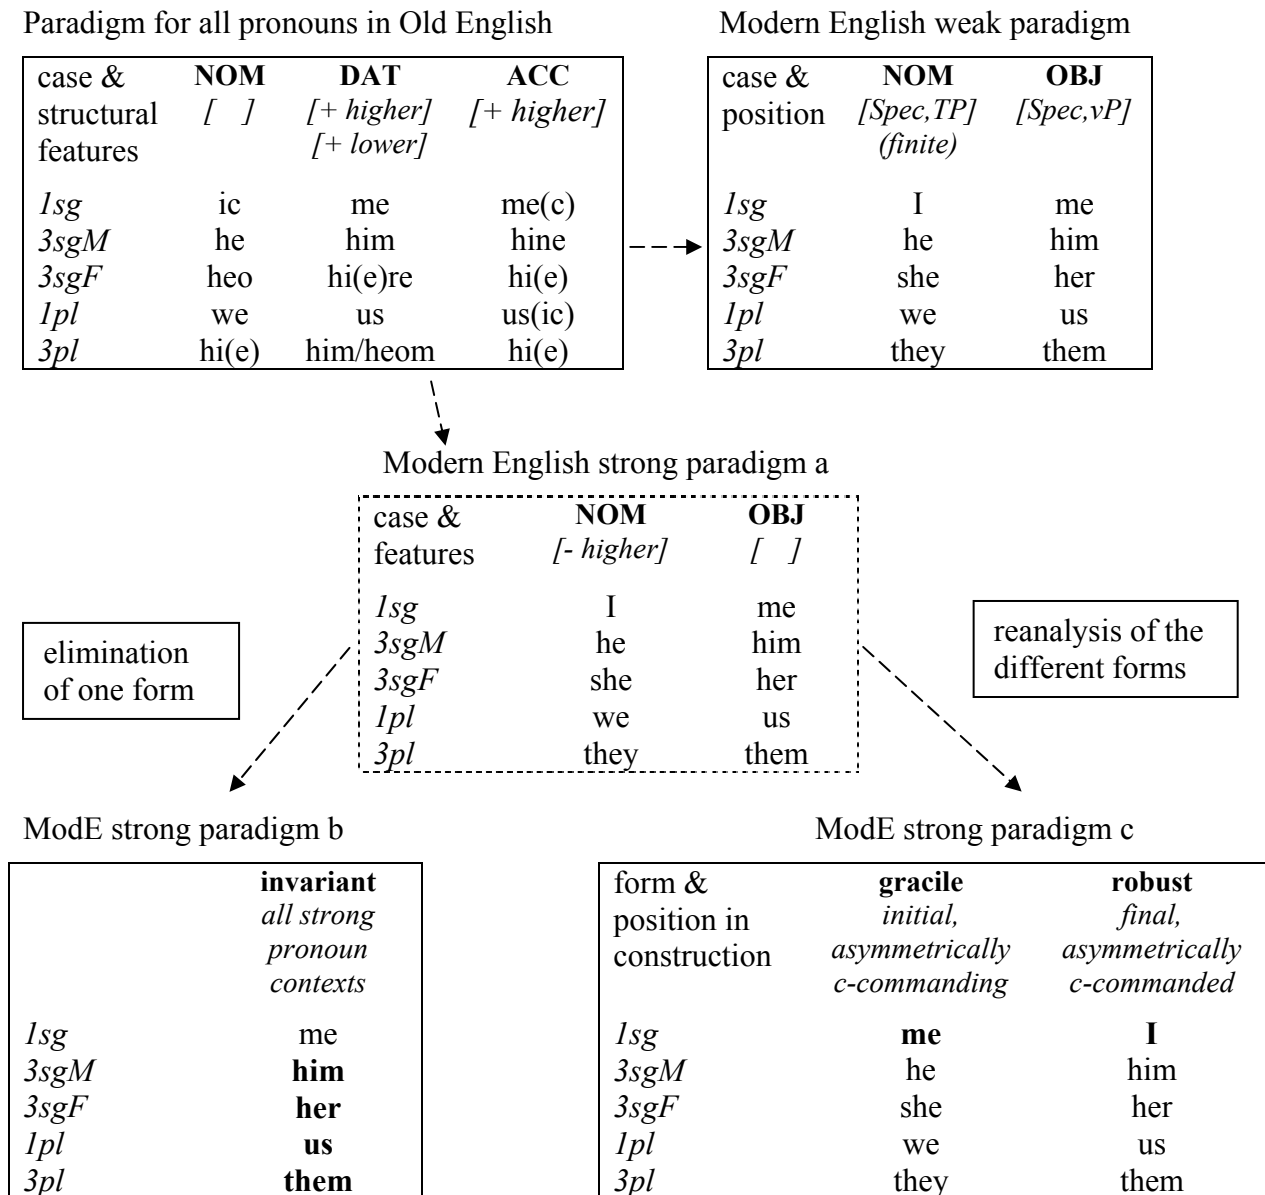 Paradigm for all pronouns in Old English
case & NOM DAT ACC
structural [ ] [+ higher] [+ higher]
features [+ lower]
1sg ic me me(c)
3sgM he him hine
3sgF heo hi(e)re hi(e)
1pl we us us(ic)
3pl hi(e) him/heom hi(e)
Modern English weak paradigm
case & NOM OBJ
position [Spec,TP] [Spec,vP]
(finite)
1sg I me
3sgM he him
3sgF she her
1pl we us
3pl they them
Modern English strong paradigm a
case & NOM OBJ
features [- higher] [ ]
1sg I me
3sgM he him
3sgF she her
1pl we us
3pl they them
elimination
of one form
reanalysis of the
different forms
ModE strong paradigm b
invariant
all strong
pronoun
contexts
1sg me
3sgM him
3sgF her
1pl us
3pl them
ModE strong paradigm c
form & gracile robust
position in initial, final,
construction asymmetrically asymmetrically
c-commanding c-commanded
1sg me I
3sgM he him
3sgF she her
1pl we us
3pl they them